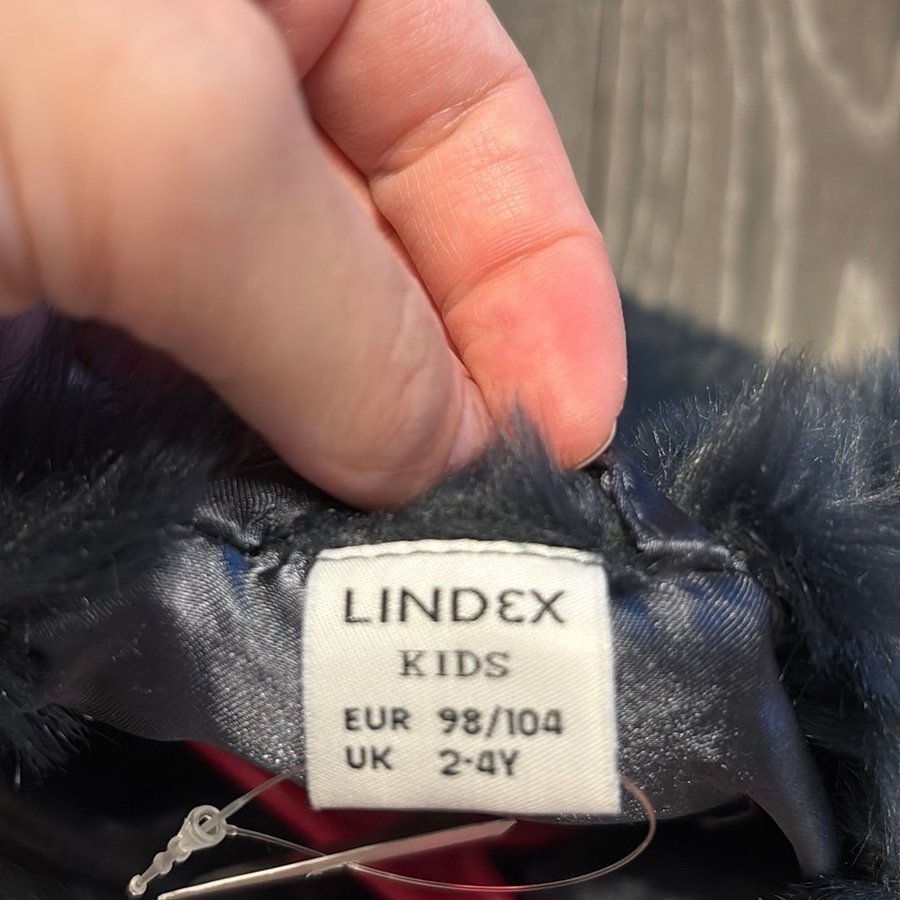 LINDEX
KIDS
EUR 98/104
UK 2-4Y